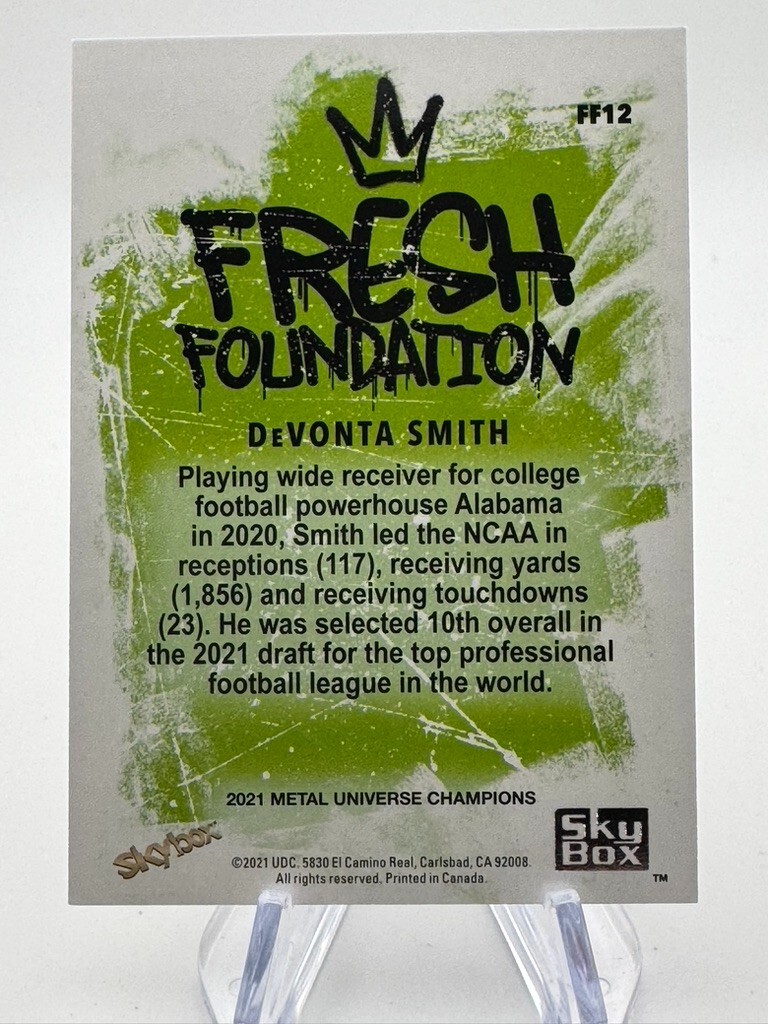 FF12
FRESH
FOUNDATION
DEVONTA SMITH
Playing wide receiver for college
football powerhouse Alabama
in 2020, Smith led the NCAA in
receptions (117), receiving yards
(1,856) and receiving touchdowns
(23). He was selected 10th overall in
the 2021 draft for the top professional
football league in the world.
2021 METAL UNIVERSE CHAMPIONS
Skybox
©2021 UDC. 5830 El Camino Real, Carlsbad, CA 92008.
All rights reserved. Printed in Canada.
Sky
Box
TM